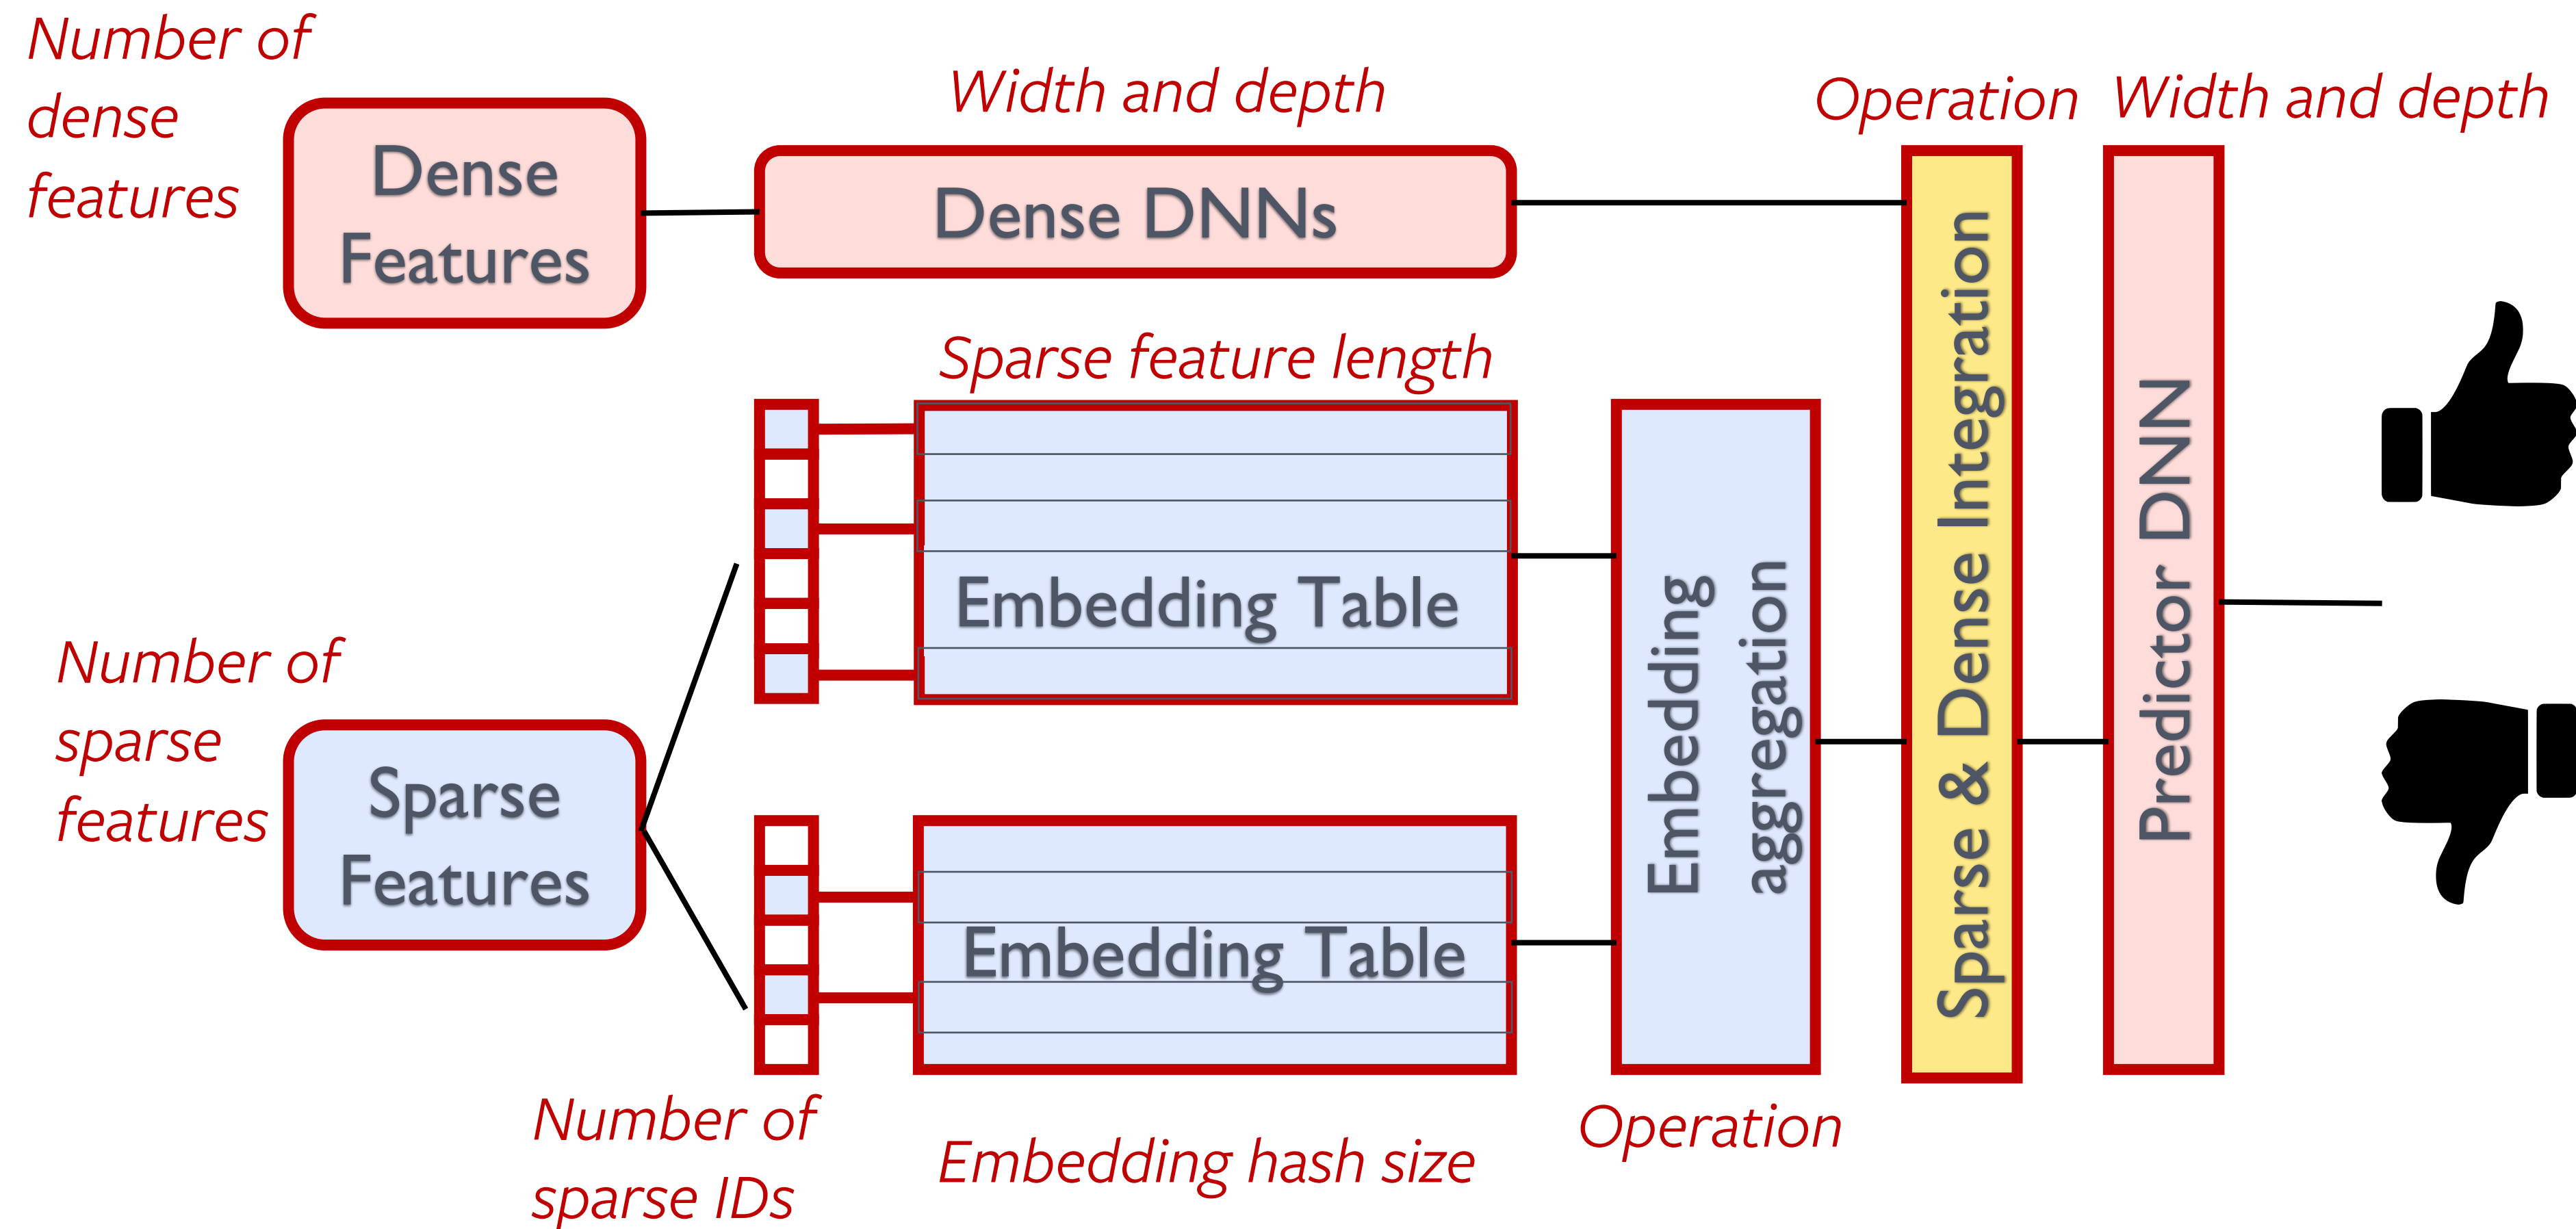 Number of
dense
features
Dense
Features
Width and depth
Dense DNNs
Operation
Width and depth
Sparse feature length
Embedding Table
Number of
sparse
features
Sparse
Features
Embedding Table
Number of
sparse IDs
Embedding hash size
Embedding
aggregation
Operation
Sparse & Dense Integration
Predictor DNN